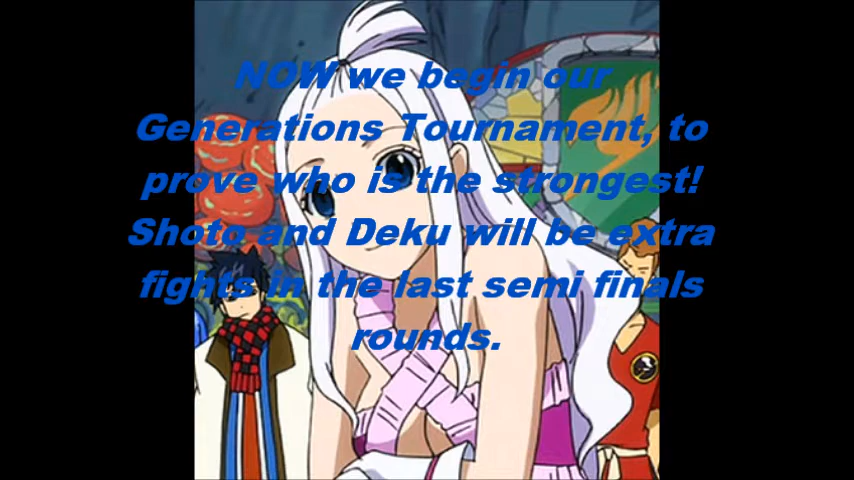 NOW we begin our
Generations Tournament, to
prove who is the strongest!
Shoto and Deku will be extra
fights in the last semi finals
rounds.